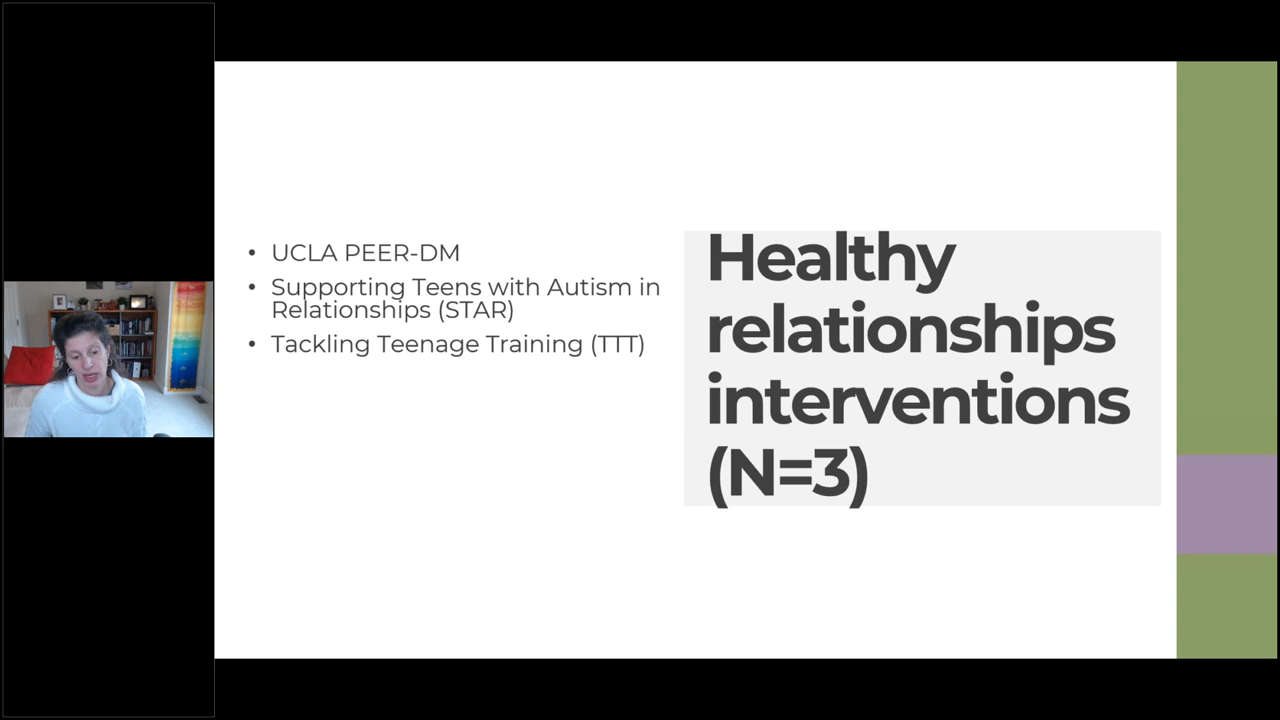 UCLA PEER-DM
Supporting Teens with Autism in
Relationships (STAR)
Tackling Teenage Training (TTT)
Healthy
relationships
interventions
(N=3)